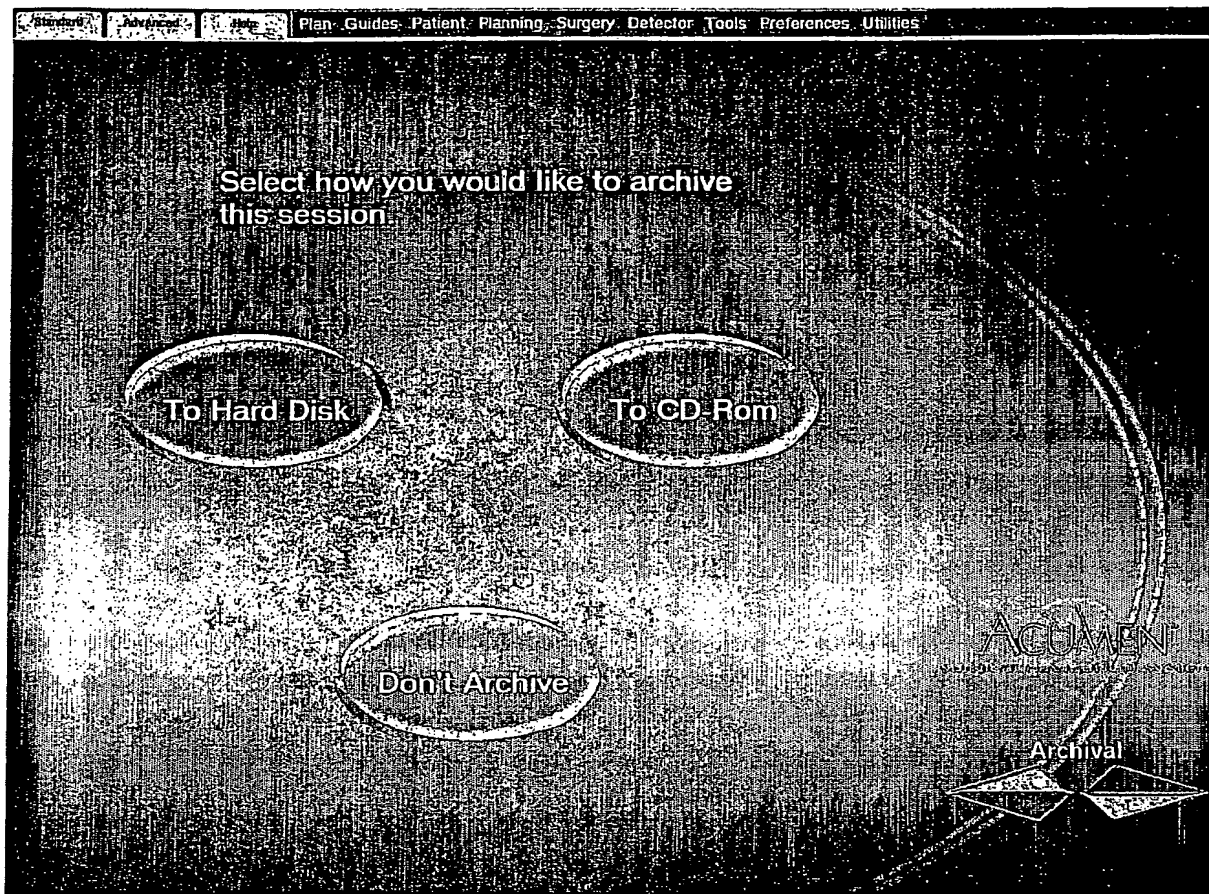 Standard Advanced Help Plan Guides Patient Planning Surgery Detector Tools Preferences Utilities
Select how you would like to archive
this session.
To Hard Disk To CD-Rom
Don't Archive
ACUMEN
Archival